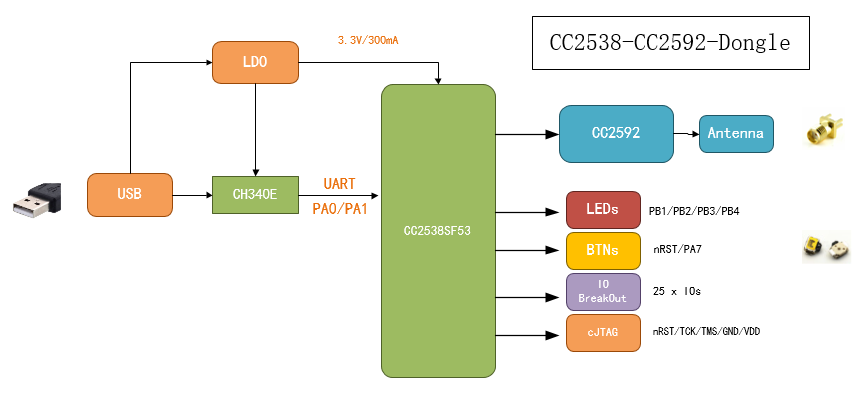 3.3V/300mA
CC2538-CC2592-Dongle
LDO
CC2592
Antenna
USB
CH340E
UART
PA0/PA1
CC2538SF53
LEDs
PB1/PB2/PB3/PB4
BTNs
nRST/PA7
IO
BreakOut
25 x IOs
cJTAG
nRST/TCK/TMS/GND/VDD